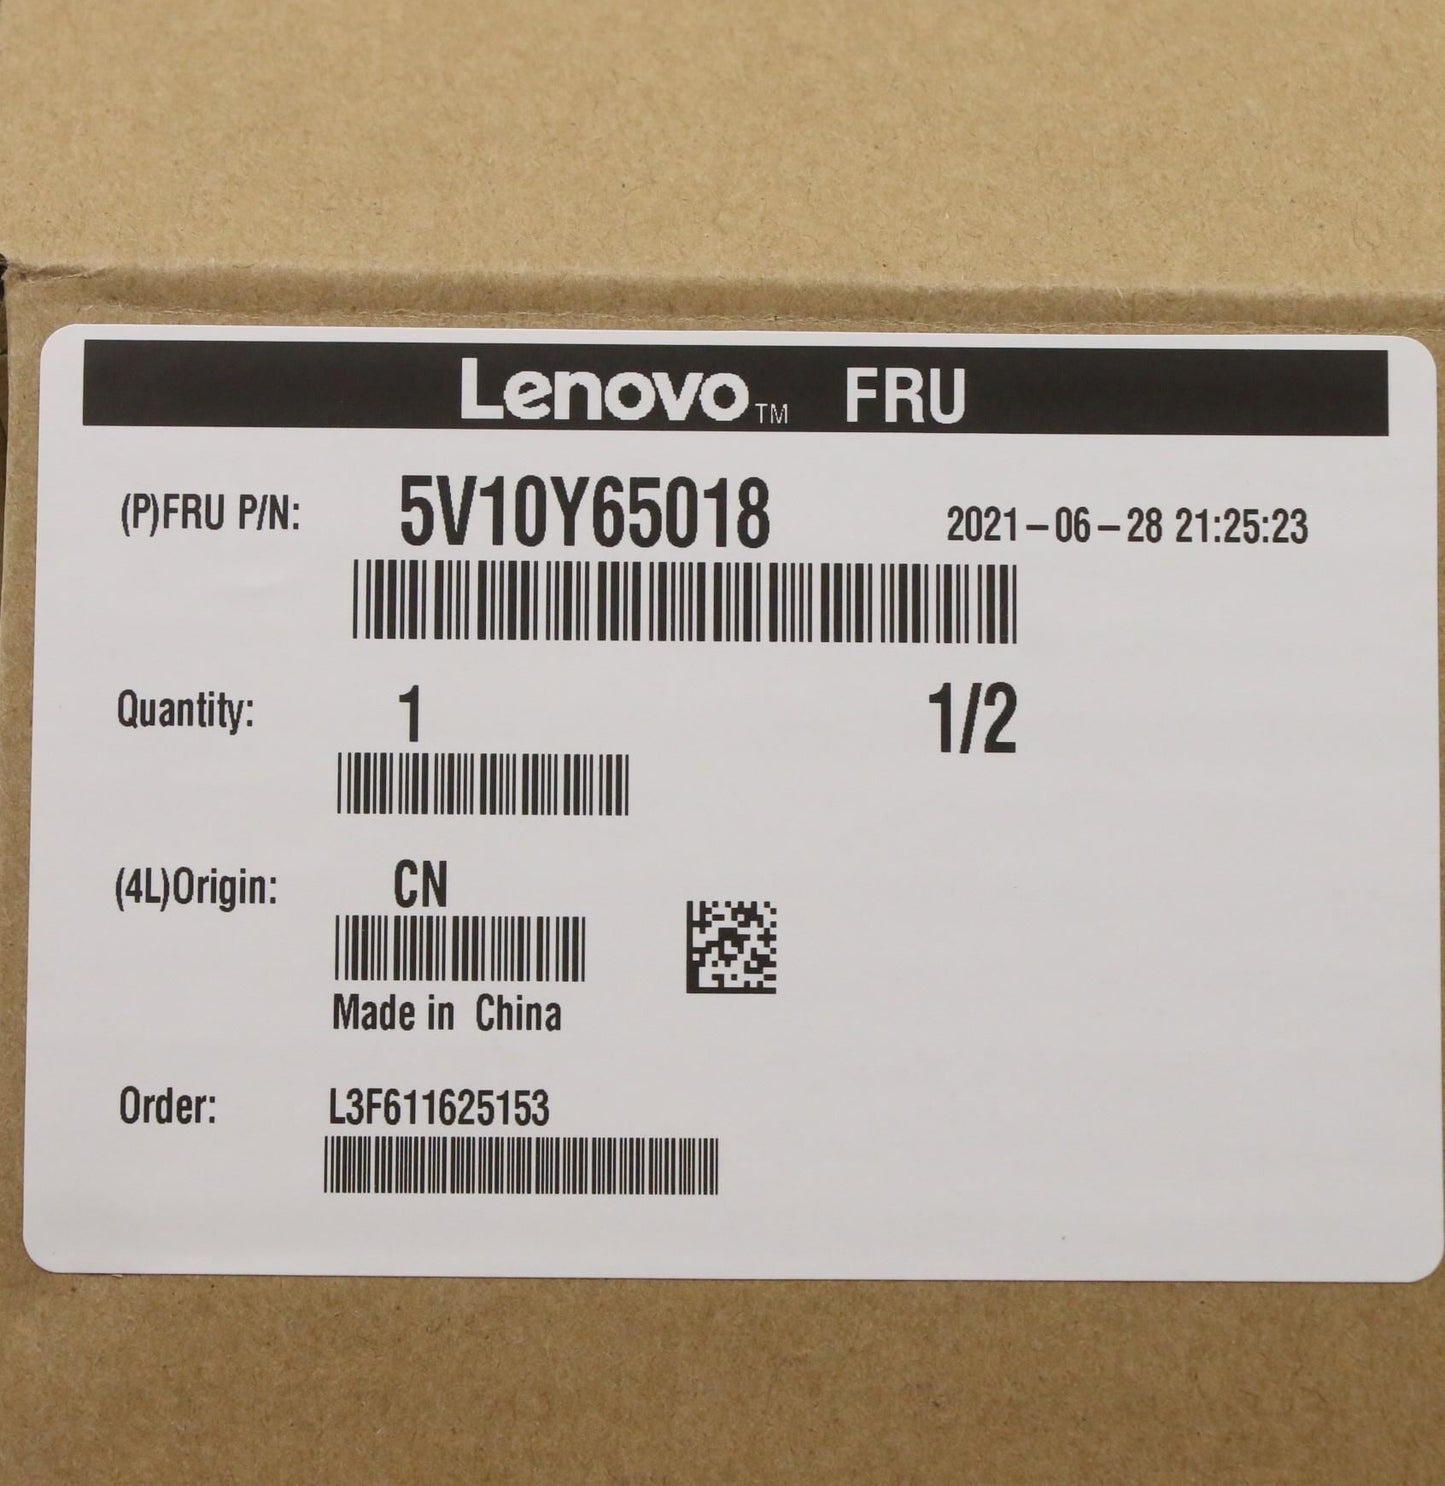 Lenovo™ FRU
(P)FRU P/N: 5V10Y65018 2021-06-28 21:25:23
Quantity: 1 1/2
(4L)Origin: CN
Made in China
Order: L3F611625153